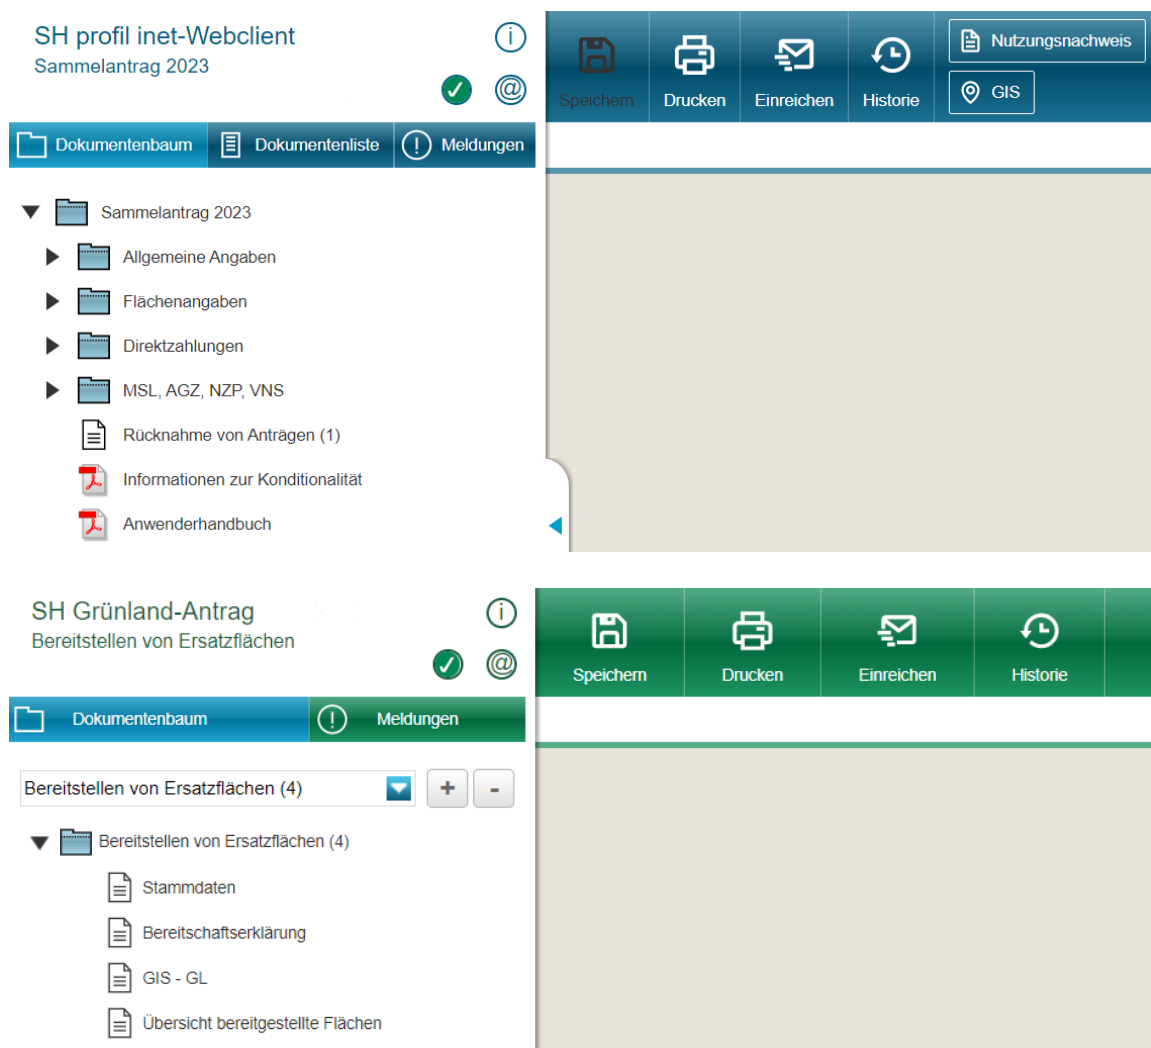 SH profil inet-Webclient
Sammelantrag 2023
Speichern
Drucken
Einreichen
Historie
Nutzungsnachweis
GIS
Dokumentenbaum
Dokumentenliste
Meldungen
Sammelantrag 2023
Allgemeine Angaben
Flächenangaben
Direktzahlungen
MSL, AGZ, NZP, VNS
Rücknahme von Anträgen (1)
Informationen zur Konditionalität
Anwenderhandbuch
SH Grünland-Antrag
Bereitstellen von Ersatzflächen
Speichern
Drucken
Einreichen
Historie
Dokumentenbaum
Meldungen
Bereitstellen von Ersatzflächen (4)
+
-
Bereitstellen von Ersatzflächen (4)
Stammdaten
Bereitschaftserklärung
GIS - GL
Übersicht bereitgestellte Flächen